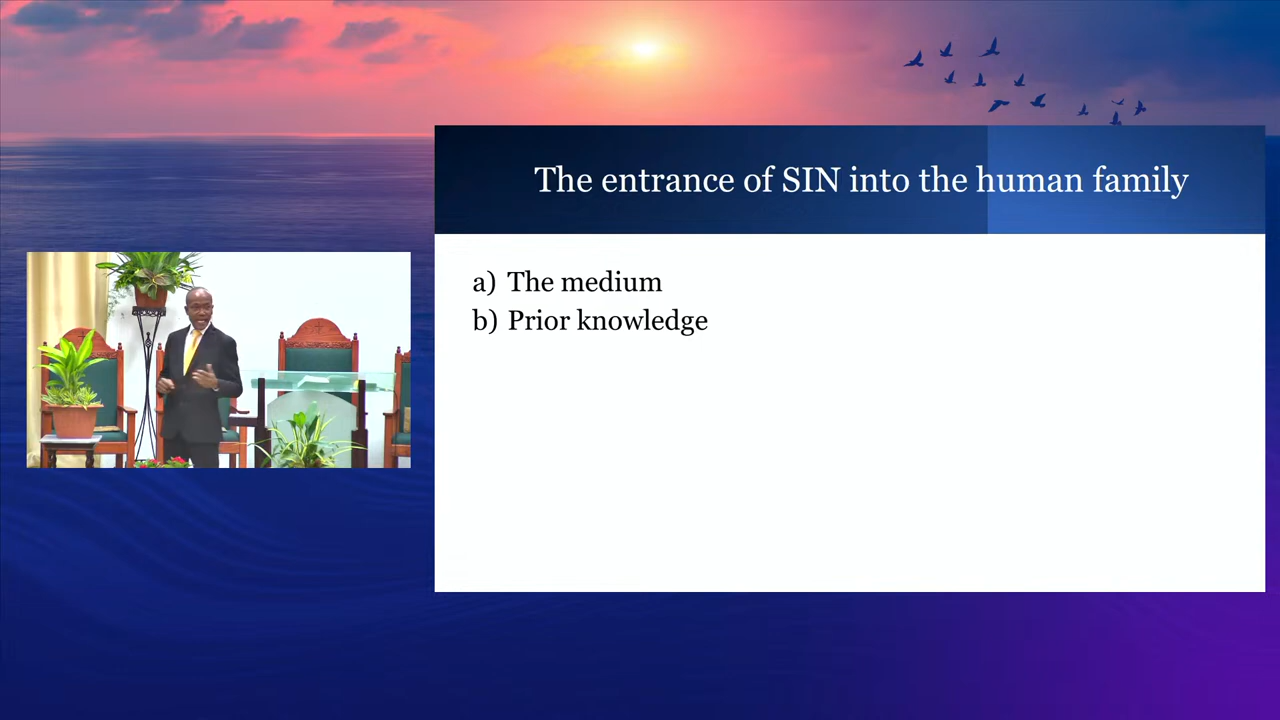 The entrance of SIN into the human family
a) The medium
b) Prior knowledge